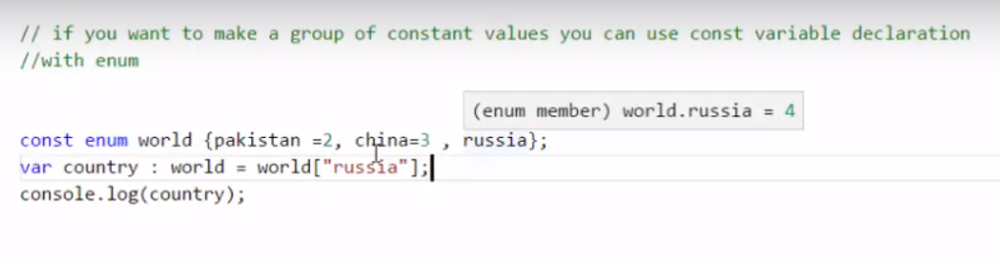 // if you want to make a group of constant values you can use const variable declaration
//with enum
(enum member) world.russia = 4
const enum world {pakistan =2, china=3 , russia};
var country : world = world["russia"];
console.log(country);